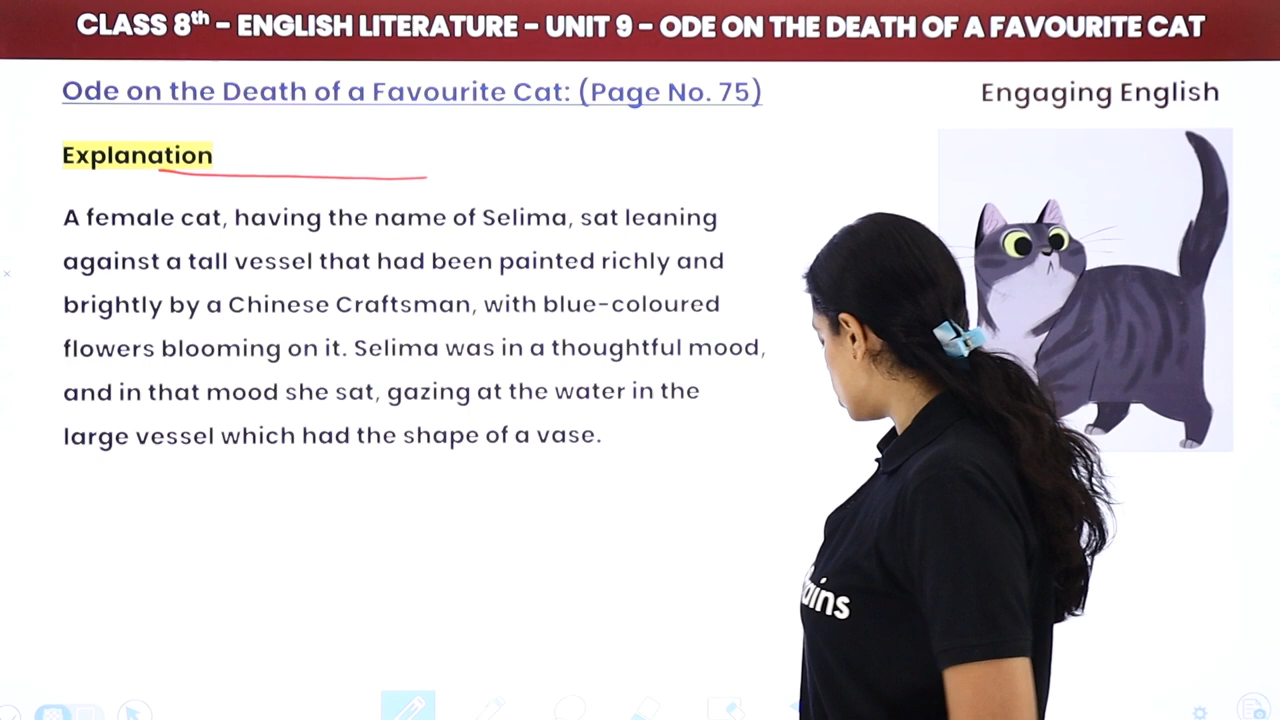 CLASS 8th – ENGLISH LITERATURE – UNIT 9 – ODE ON THE DEATH OF A FAVOURITE CAT
Ode on the Death of a Favourite Cat: (Page No. 75)
Engaging English
Explanation
A female cat, having the name of Selima, sat leaning
against a tall vessel that had been painted richly and
brightly by a Chinese Craftsman, with blue-coloured
flowers blooming on it. Selima was in a thoughtful mood,
and in that mood she sat, gazing at the water in the
large vessel which had the shape of a vase.